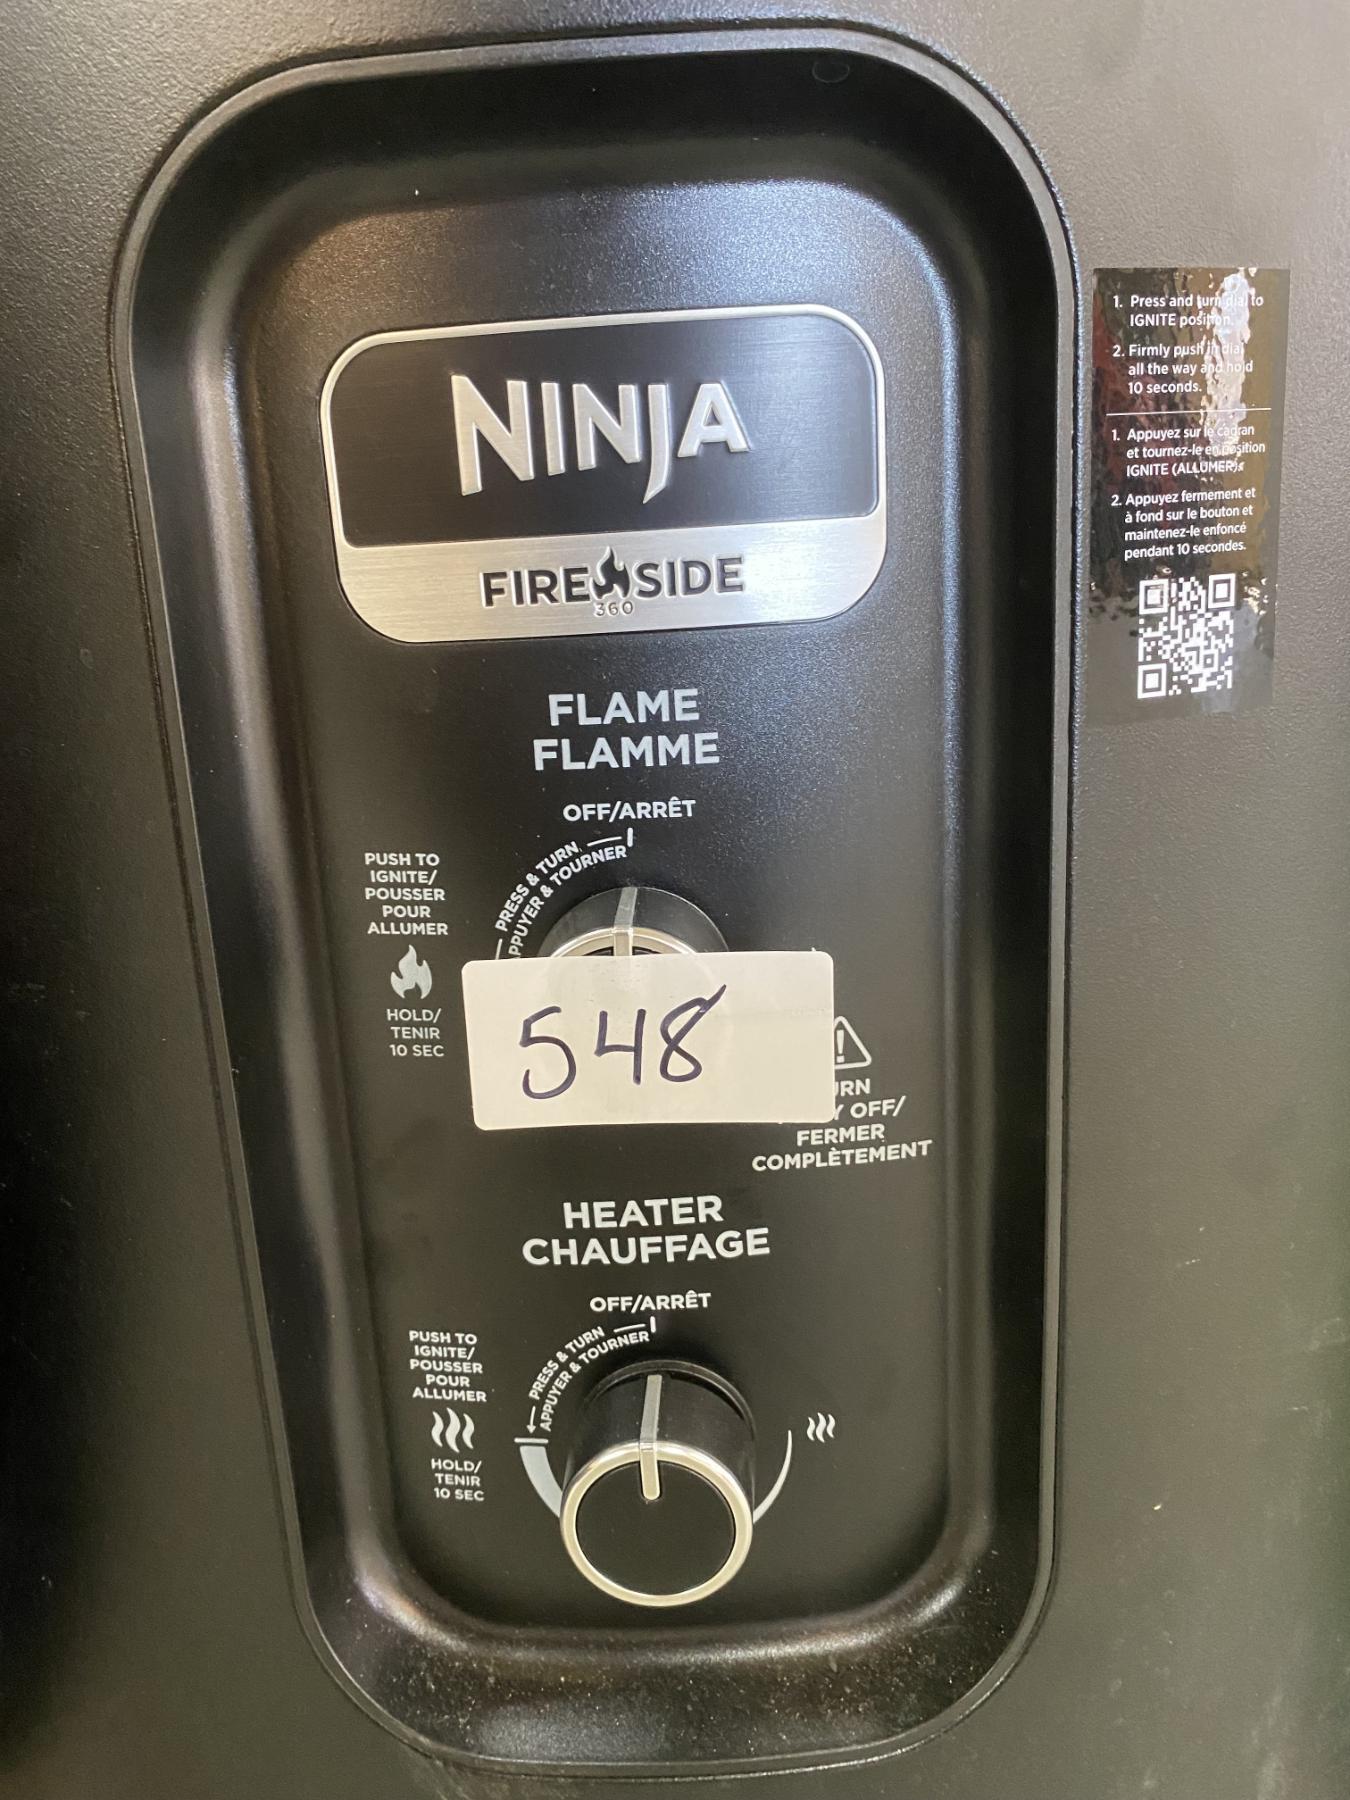 NINJA
FIRE SIDE
360
1. Press and turn dial to
IGNITE position.
2. Firmly push in dial
all the way and hold
10 seconds.
1. Appuyez sur le cadran
et tournez-le en position
IGNITE (ALLUMER).
2. Appuyez fermement et
à fond sur le bouton et
maintenez-le enfoncé
pendant 10 secondes.
FLAME
FLAMME
OFF/ARRÊT
PRESS & TURN
APPUYER & TOURNER
PUSH TO
IGNITE/
POUSSER
POUR
ALLUMER
HOLD/
TENIR
10 SEC
548
OFF/
FERMER
COMPLÈTEMENT
HEATER
CHAUFFAGE
OFF/ARRÊT
PRESS & TURN
APPUYER & TOURNER
PUSH TO
IGNITE/
POUSSER
POUR
ALLUMER
HOLD/
TENIR
10 SEC